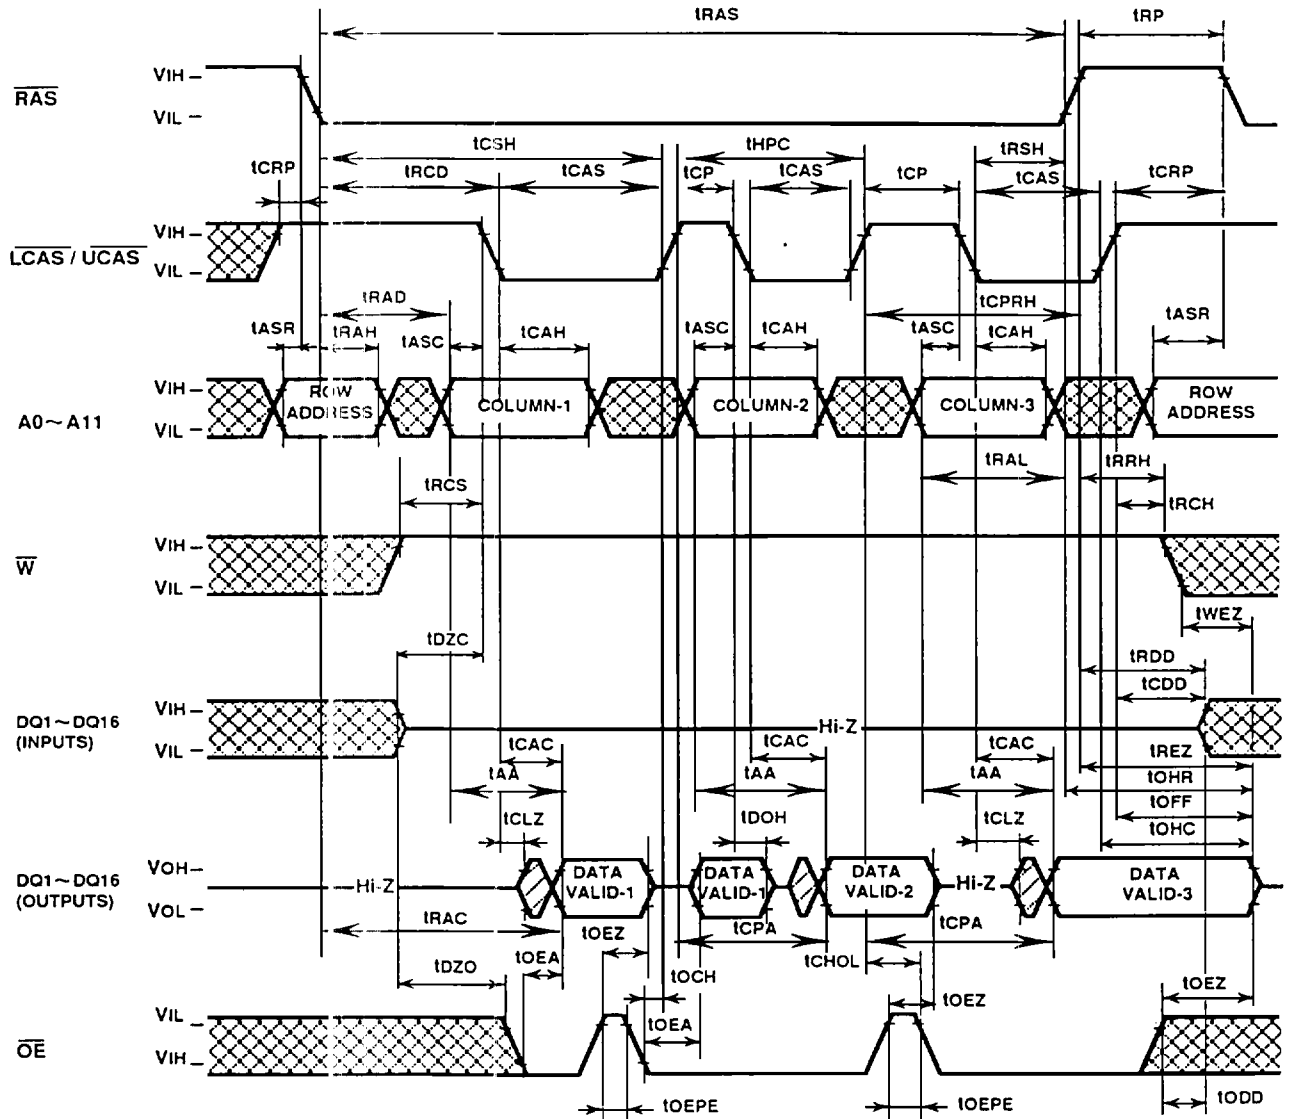 tRAS
tRP
RAS
VIH
VIL
tCSH
tHPC
tRSH
tCRP
tRCD
tCAS
tCP
tCAS
tCP
tCAS
tCRP
LCAS / UCAS
VIH
VIL
tRAD
tCPRH
tASR
tRAH
tASC
tCAH
tASC
tCAH
tASC
tCAH
tASR
A0~A11
VIH
VIL
ROW
ADDRESS
COLUMN-1
COLUMN-2
COLUMN-3
ROW
ADDRESS
tRCS
tRAL
tRRH
tRCH
W
VIH
VIL
tWEZ
tDZC
tRDD
tCDD
DQ1~DQ16
(INPUTS)
VIH
VIL
Hi-Z
tCAC
tCAC
tCAC
tREZ
tAA
tAA
tAA
tOHR
tCLZ
tDOH
tCLZ
tOFF
tOHC
DQ1~DQ16
(OUTPUTS)
VOH
VOL
Hi-Z
DATA
VALID-1
DATA
VALID-1
DATA
VALID-2
Hi-Z
DATA
VALID-3
tRAC
tOEZ
tCPA
tCPA
tDZO
tOEA
tOCH
tCHOL
tOEZ
tOEZ
tOEA
OE
VIL
VIH
tOEPE
tOEPE
tODD